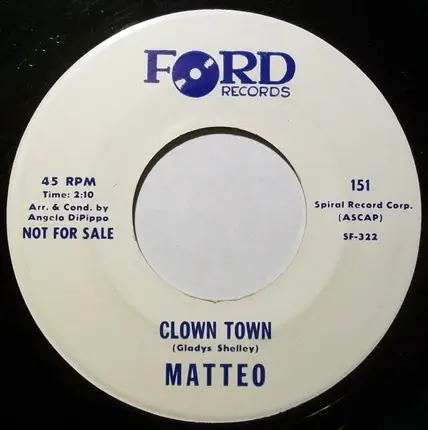 FORD
RECORDS
45 RPM
Time: 2:10
Arr. & Cond. by
Angelo DiPippo
NOT FOR SALE
151
Spiral Record Corp.
(ASCAP)
SF-322
CLOWN TOWN
(Gladys Shelley)
MATTEO